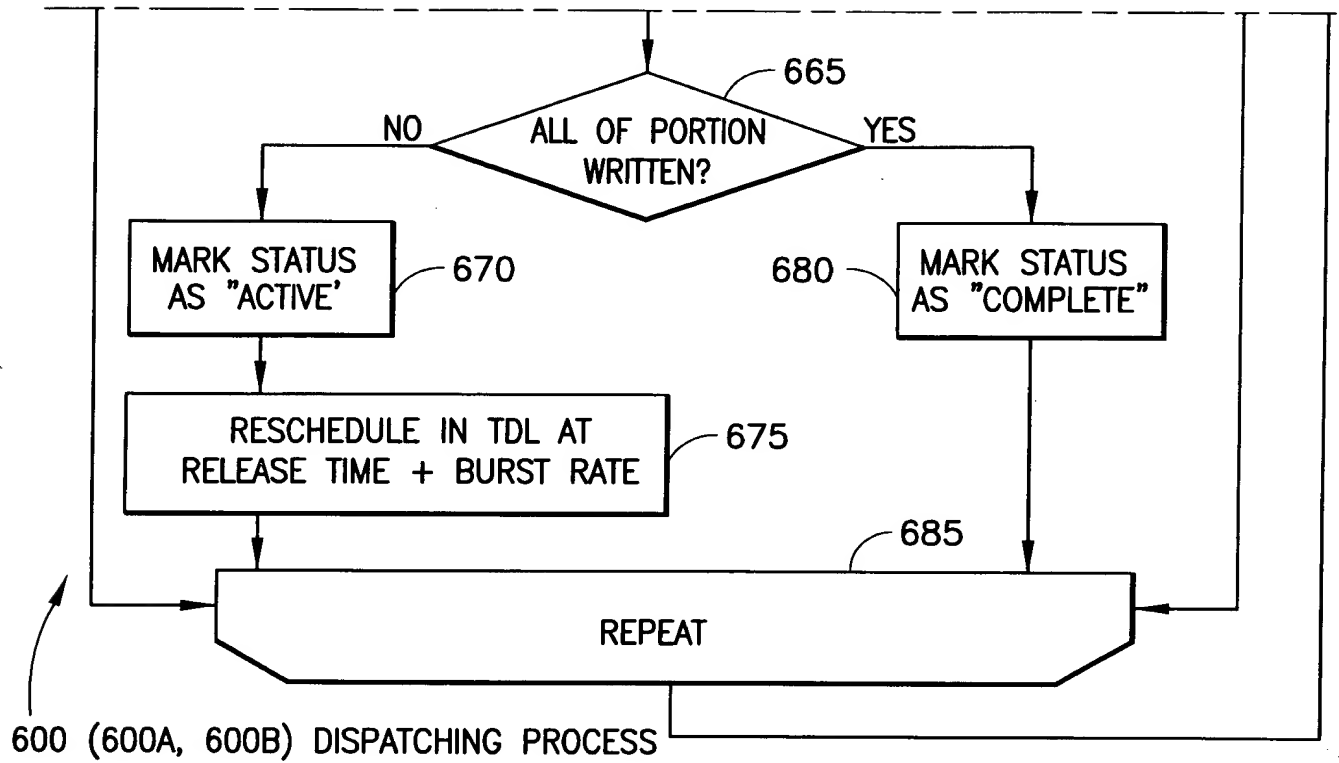 665
NO
ALL OF PORTION
WRITTEN?
YES
MARK STATUS
AS "ACTIVE'
670
680
MARK STATUS
AS "COMPLETE"
RESCHEDULE IN TDL AT
RELEASE TIME + BURST RATE
675
685
REPEAT
600 (600A, 600B) DISPATCHING PROCESS